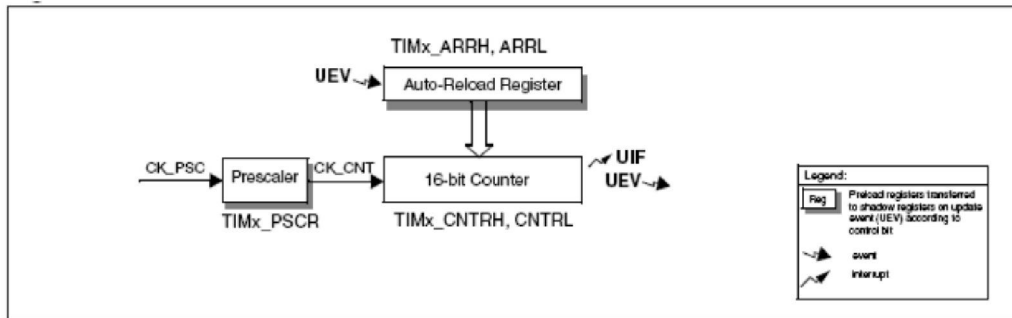 TIMx_ARRH, ARRL
UEV
Auto-Reload Register
CK_PSC
Prescaler
CK_CNT
16-bit Counter
UIF
UEV
TIMx_PSCR
TIMx_CNTRH, CNTRL
Legend:
Reg
Preload registers transferred
to shadow registers on update
event (UEV) according to
control bit
event
interrupt